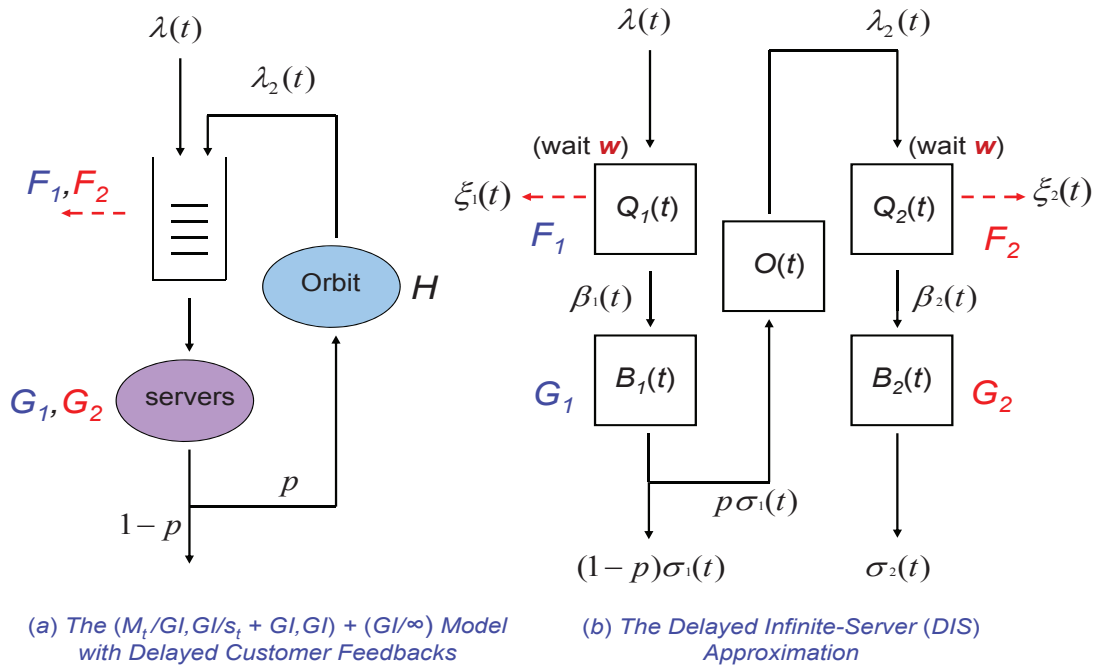 λ(t)
λ₂(t)
F₁,F₂
Orbit
H
servers
G₁,G₂
p
1−p
(a) The (Mₜ/GI,GI/sₜ + GI,GI) + (GI/∞) Model
with Delayed Customer Feedbacks
λ(t)
λ₂(t)
(wait w)
(wait w)
ξ₁(t)
Q₁(t)
Q₂(t)
ξ₂(t)
F₁
O(t)
F₂
β₁(t)
β₂(t)
B₁(t)
B₂(t)
G₁
G₂
pσ₁(t)
(1−p)σ₁(t)
σ₂(t)
(b) The Delayed Infinite-Server (DIS)
Approximation